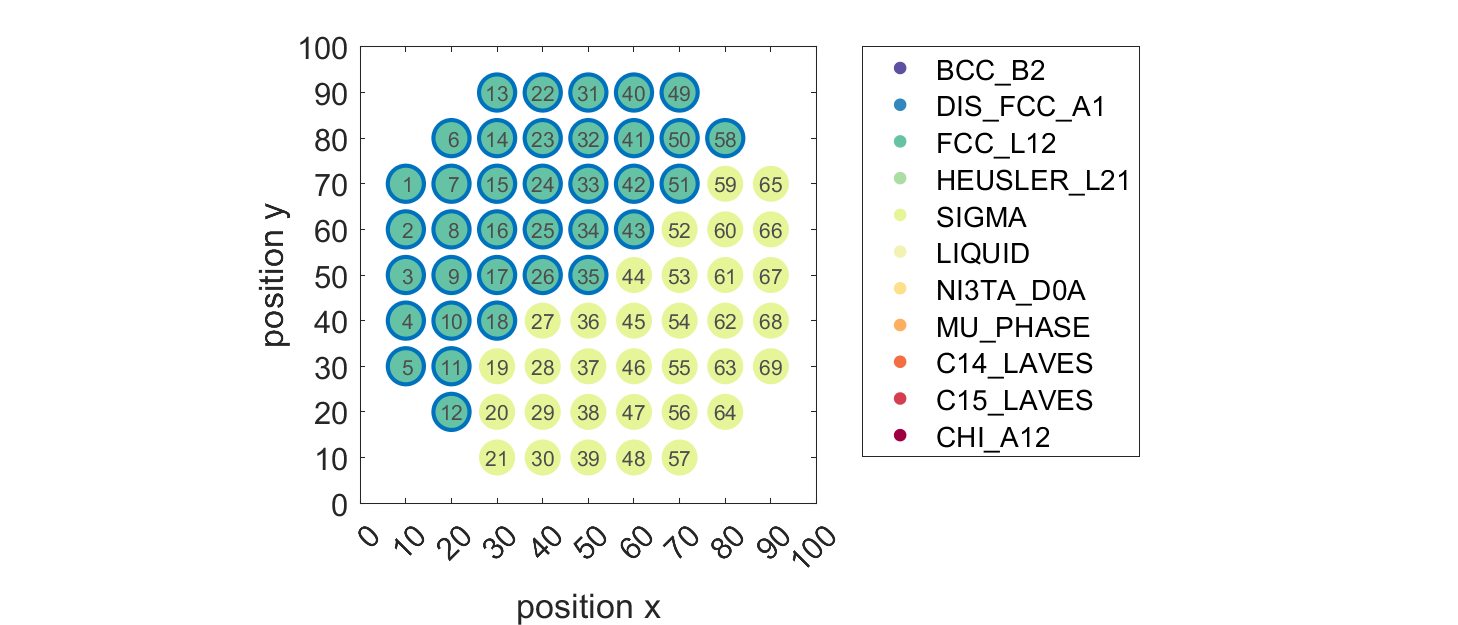 100
90
80
70
60
50
40
30
20
10
0
position y
13 22 31 40 49
6 14 23 32 41 50 58
1 7 15 24 33 42 51 59 65
2 8 16 25 34 43 52 60 66
3 9 17 26 35 44 53 61 67
4 10 18 27 36 45 54 62 68
5 11 19 28 37 46 55 63 69
12 20 29 38 47 56 64
21 30 39 48 57
0 10 20 30 40 50 60 70 80 90 100
position x
BCC_B2
DIS_FCC_A1
FCC_L12
HEUSLER_L21
SIGMA
LIQUID
NI3TA_D0A
MU_PHASE
C14_LAVES
C15_LAVES
CHI_A12